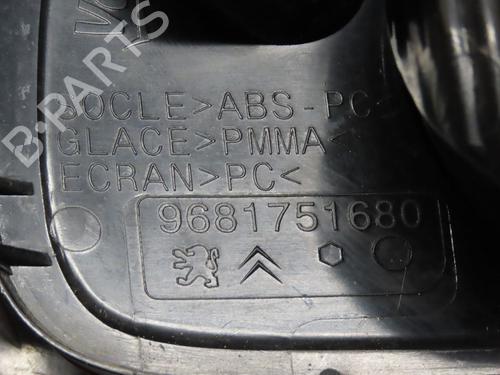 B-PARTS
SOCLE>ABS-PC<
GLACE>PMMA<
ECRAN>PC<
9681751680